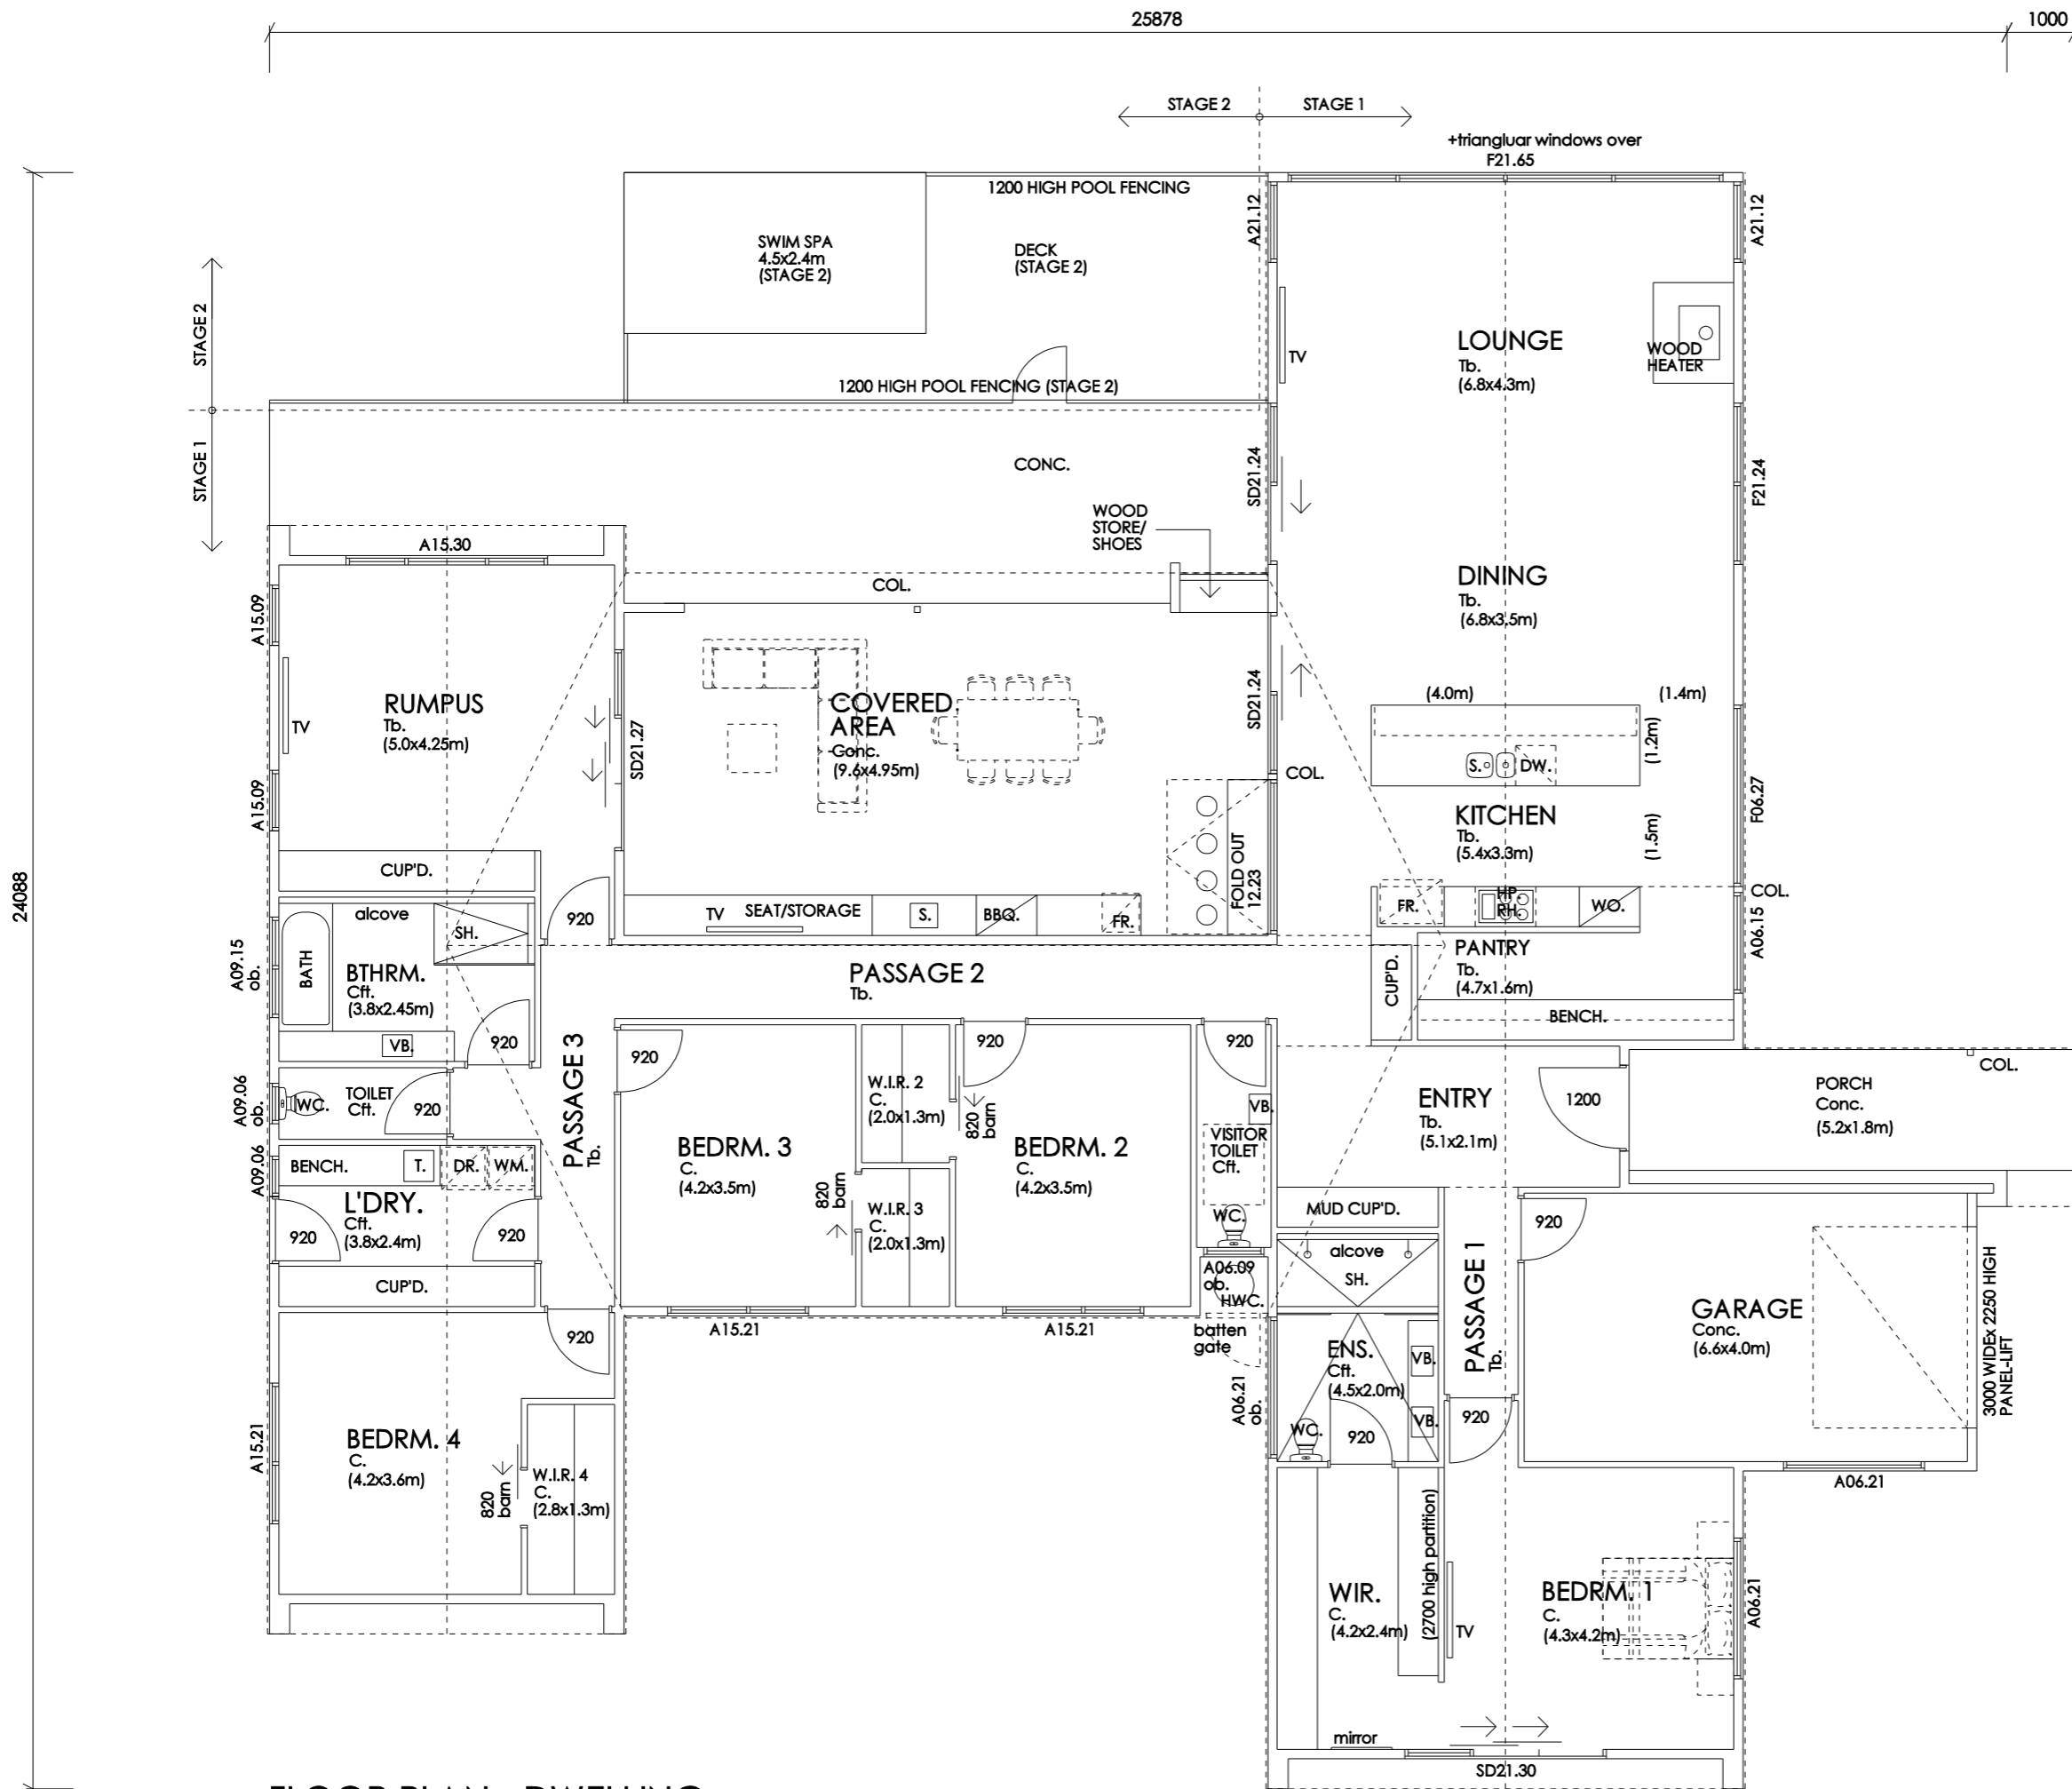 25878
1000
STAGE 2
STAGE 1
+triangluar windows over
F21.65
1200 HIGH POOL FENCING
SWIM SPA
4.5x2.4m
(STAGE 2)
DECK
(STAGE 2)
A21.12
A21.12
STAGE 2
STAGE 1
LOUNGE
Tb.
(6.8x4.3m)
WOOD
HEATER
TV
1200 HIGH POOL FENCING (STAGE 2)
CONC.
SD21.24
F21.24
WOOD
STORE/
SHOES
A15.30
COL.
DINING
Tb.
(6.8x3.5m)
A15.09
RUMPUS
Tb.
(5.0x4.25m)
TV
A15.09
SD21.27
COVERED
AREA
Conc.
(9.6x4.95m)
SD21.24
(4.0m)
(1.4m)
(1.2m)
S.
DW.
COL.
KITCHEN
Tb.
(5.4x3.3m)
(1.5m)
F06.27
24088
CUP'D.
FOLD OUT
12.23
COL.
alcove
SH.
920
TV
SEAT/STORAGE
S.
BBQ.
FR.
FR.
HP.
RH.
WO.
A06.15
A09.15
ob.
BATH
BTHRM.
Cft.
(3.8x2.45m)
PASSAGE 2
Tb.
CUP'D.
PANTRY
Tb.
(4.7x1.6m)
BENCH.
VB.
920
920
920
920
PASSAGE 3
Tb.
A09.06
ob.
WC.
TOILET
Cft.
920
W.I.R. 2
C.
(2.0x1.3m)
820
barn
VB.
VISITOR
TOILET
Cft.
ENTRY
Tb.
(5.1x2.1m)
1200
PORCH
Conc.
(5.2x1.8m)
COL.
A09.06
BENCH.
T.
DR.
WM.
L'DRY.
Cft.
(3.8x2.4m)
920
920
BEDRM. 3
C.
(4.2x3.5m)
820
barn
W.I.R. 3
C.
(2.0x1.3m)
BEDRM. 2
C.
(4.2x3.5m)
WC.
MUD CUP'D.
920
alcove
SH.
CUP'D.
A06.09
ob.
HWC.
PASSAGE 1
Tb.
GARAGE
Conc.
(6.6x4.0m)
3000 WIDEx 2250 HIGH
PANEL-LIFT
920
A15.21
A15.21
batten
gate
ENS.
Cft.
(4.5x2.0m)
VB.
A06.21
ob.
VB.
WC.
920
920
A15.21
BEDRM. 4
C.
(4.2x3.6m)
820
barn
W.I.R. 4
C.
(2.8x1.3m)
A06.21
WIR.
C.
(4.2x2.4m)
(2700 high partition)
TV
BEDRM. 1
C.
(4.3x4.2m)
A06.21
mirror
SD21.30